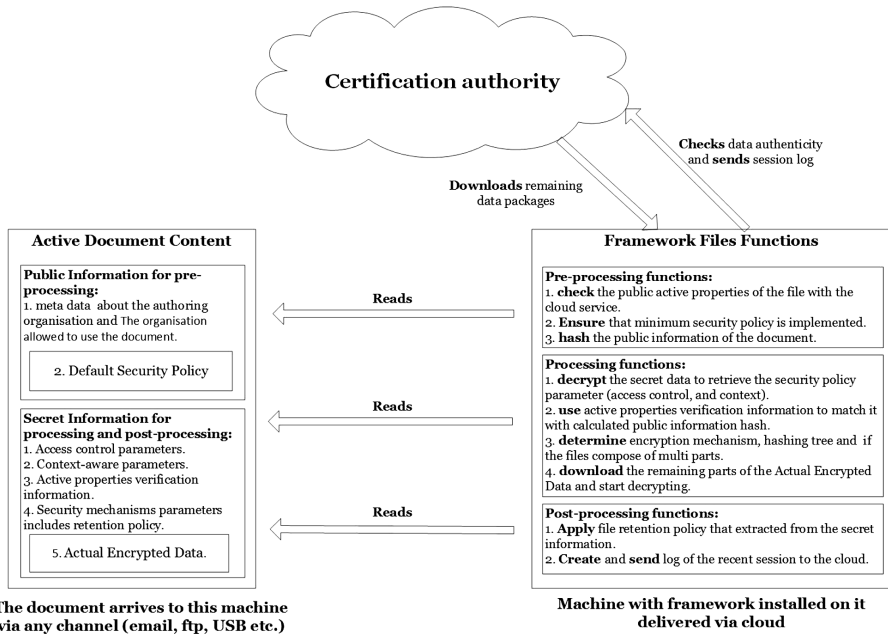 Certification authority
Checks data authenticity
and sends session log
Downloads remaining
data packages
Active Document Content
Public Information for pre-
processing:
1. meta data about the authoring
organisation and The organisation
allowed to use the document.
2. Default Security Policy
Secret Information for
processing and post-processing:
1. Access control parameters.
2. Context-aware parameters.
3. Active properties verification
information.
4. Security mechanisms parameters
includes retention policy.
5. Actual Encrypted Data.
The document arrives to this machine
via any channel (email, ftp, USB etc.)
Reads
Reads
Reads
Framework Files Functions
Pre-processing functions:
1. check the public active properties of the file with the
cloud service.
2. Ensure that minimum security policy is implemented.
3. hash the public information of the document.
Processing functions:
1. decrypt the secret data to retrieve the security policy
parameter (access control, and context).
2. use active properties verification information to match it
with calculated public information hash.
3. determine encryption mechanism, hashing tree and if
the files compose of multi parts.
4. download the remaining parts of the Actual Encrypted
Data and start decrypting.
Post-processing functions:
1. Apply file retention policy that extracted from the secret
information.
2. Create and send log of the recent session to the cloud.
Machine with framework installed on it
delivered via cloud